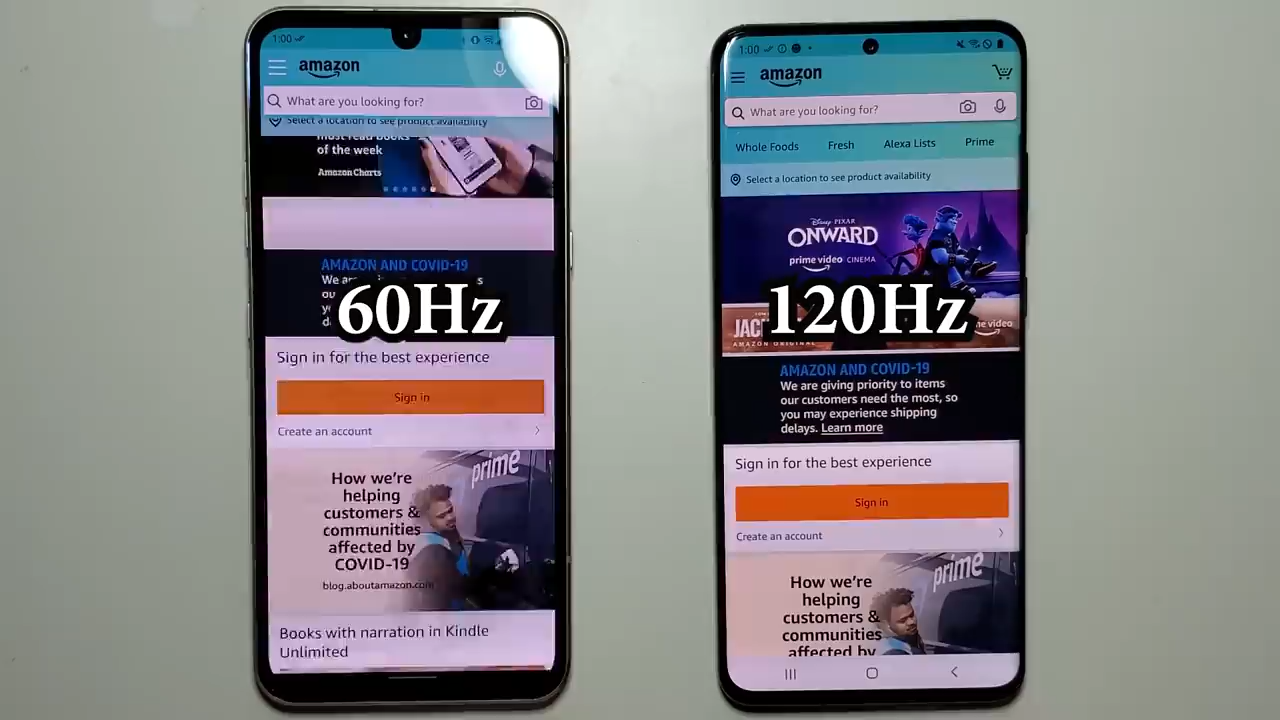 1:00
amazon
What are you looking for?
Select a location to see product availability
most read books
of the week
Amazon Charts
AMAZON AND COVID-19
60Hz
Sign in for the best experience
Sign in
Create an account
prime
How we're
helping
customers &
communities
affected by
COVID-19
blog.aboutamazon.com
Books with narration in Kindle
Unlimited
1:00
amazon
What are you looking for?
Whole Foods Fresh Alexa Lists Prime
Select a location to see product availability
Disney PIXAR
ONWARD
prime video CINEMA
120Hz
AMAZON ORIGINAL
AMAZON AND COVID-19
We are giving priority to items
our customers need the most, so
you may experience shipping
delays. Learn more
Sign in for the best experience
Sign in
Create an account
prime
How we're
helping
customers &
communities
affected by